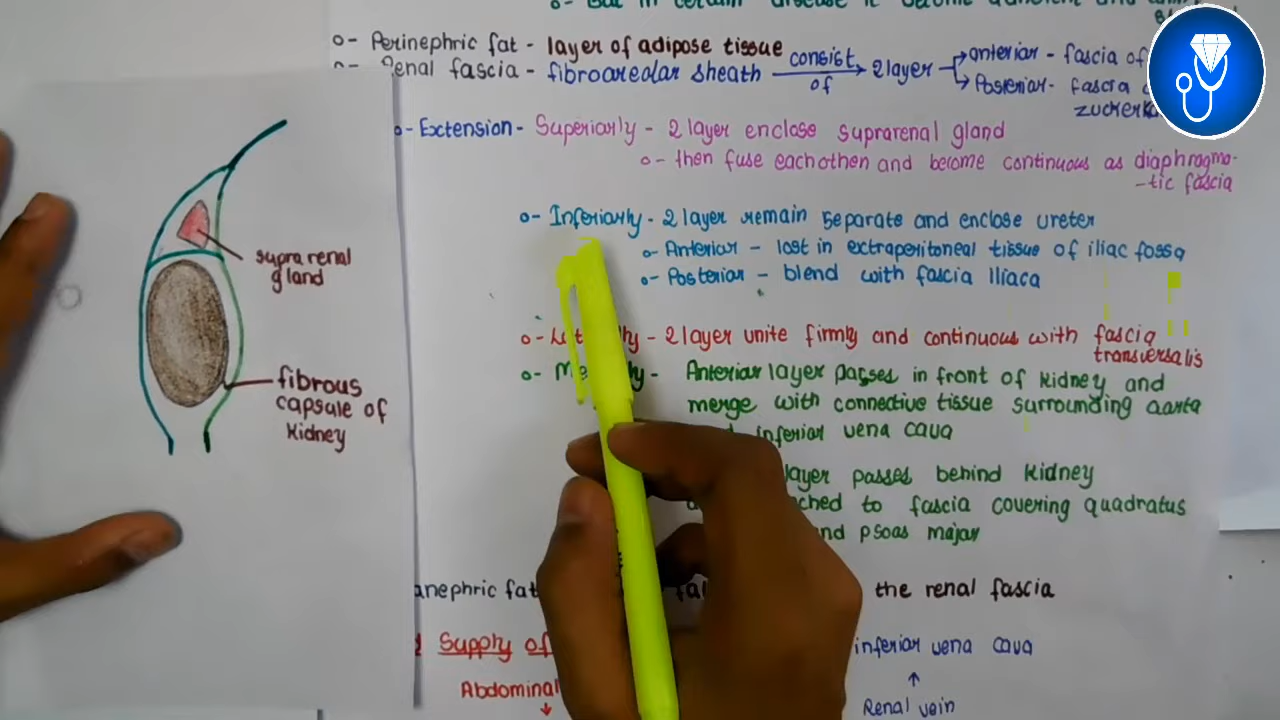 o- Perinephric fat - layer of adipose tissue
Renal fascia - fibroareolar sheath consist of → 2 layer → anterior - fascia of
→ Posterior - fascia
o- Extension - Superiorly - 2 layer enclose suprarenal gland
o- then fuse eachother and become continuous as diaphragma-
-tic fascia
o- Inferiorly - 2 layer remain separate and enclose ureter
o- Anterior - lost in extraperitoneal tissue of iliac fossa
o- Posterior - blend with fascia Iliaca
o- - 2 layer unite firmly and continuous with fascia
transversalis
o- Anterior layer passes in front of kidney and
merge with connective tissue surrounding aorta
inferior vena cava
layer passes behind kidney
to fascia covering quadratus
and psoas major
the renal fascia
Supply of
inferior vena cava
Abdominal
↓
↑
Renal vein
supra renal
gland
fibrous
capsule of
kidney